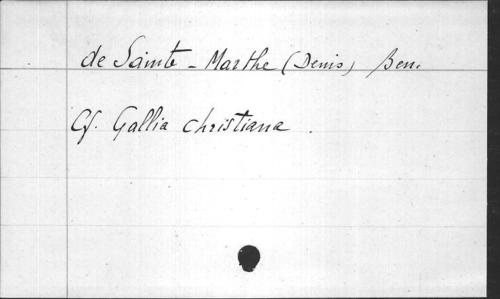 de Sainte - Marthe (Denis) Ben.
Cf. Gallia christiana .